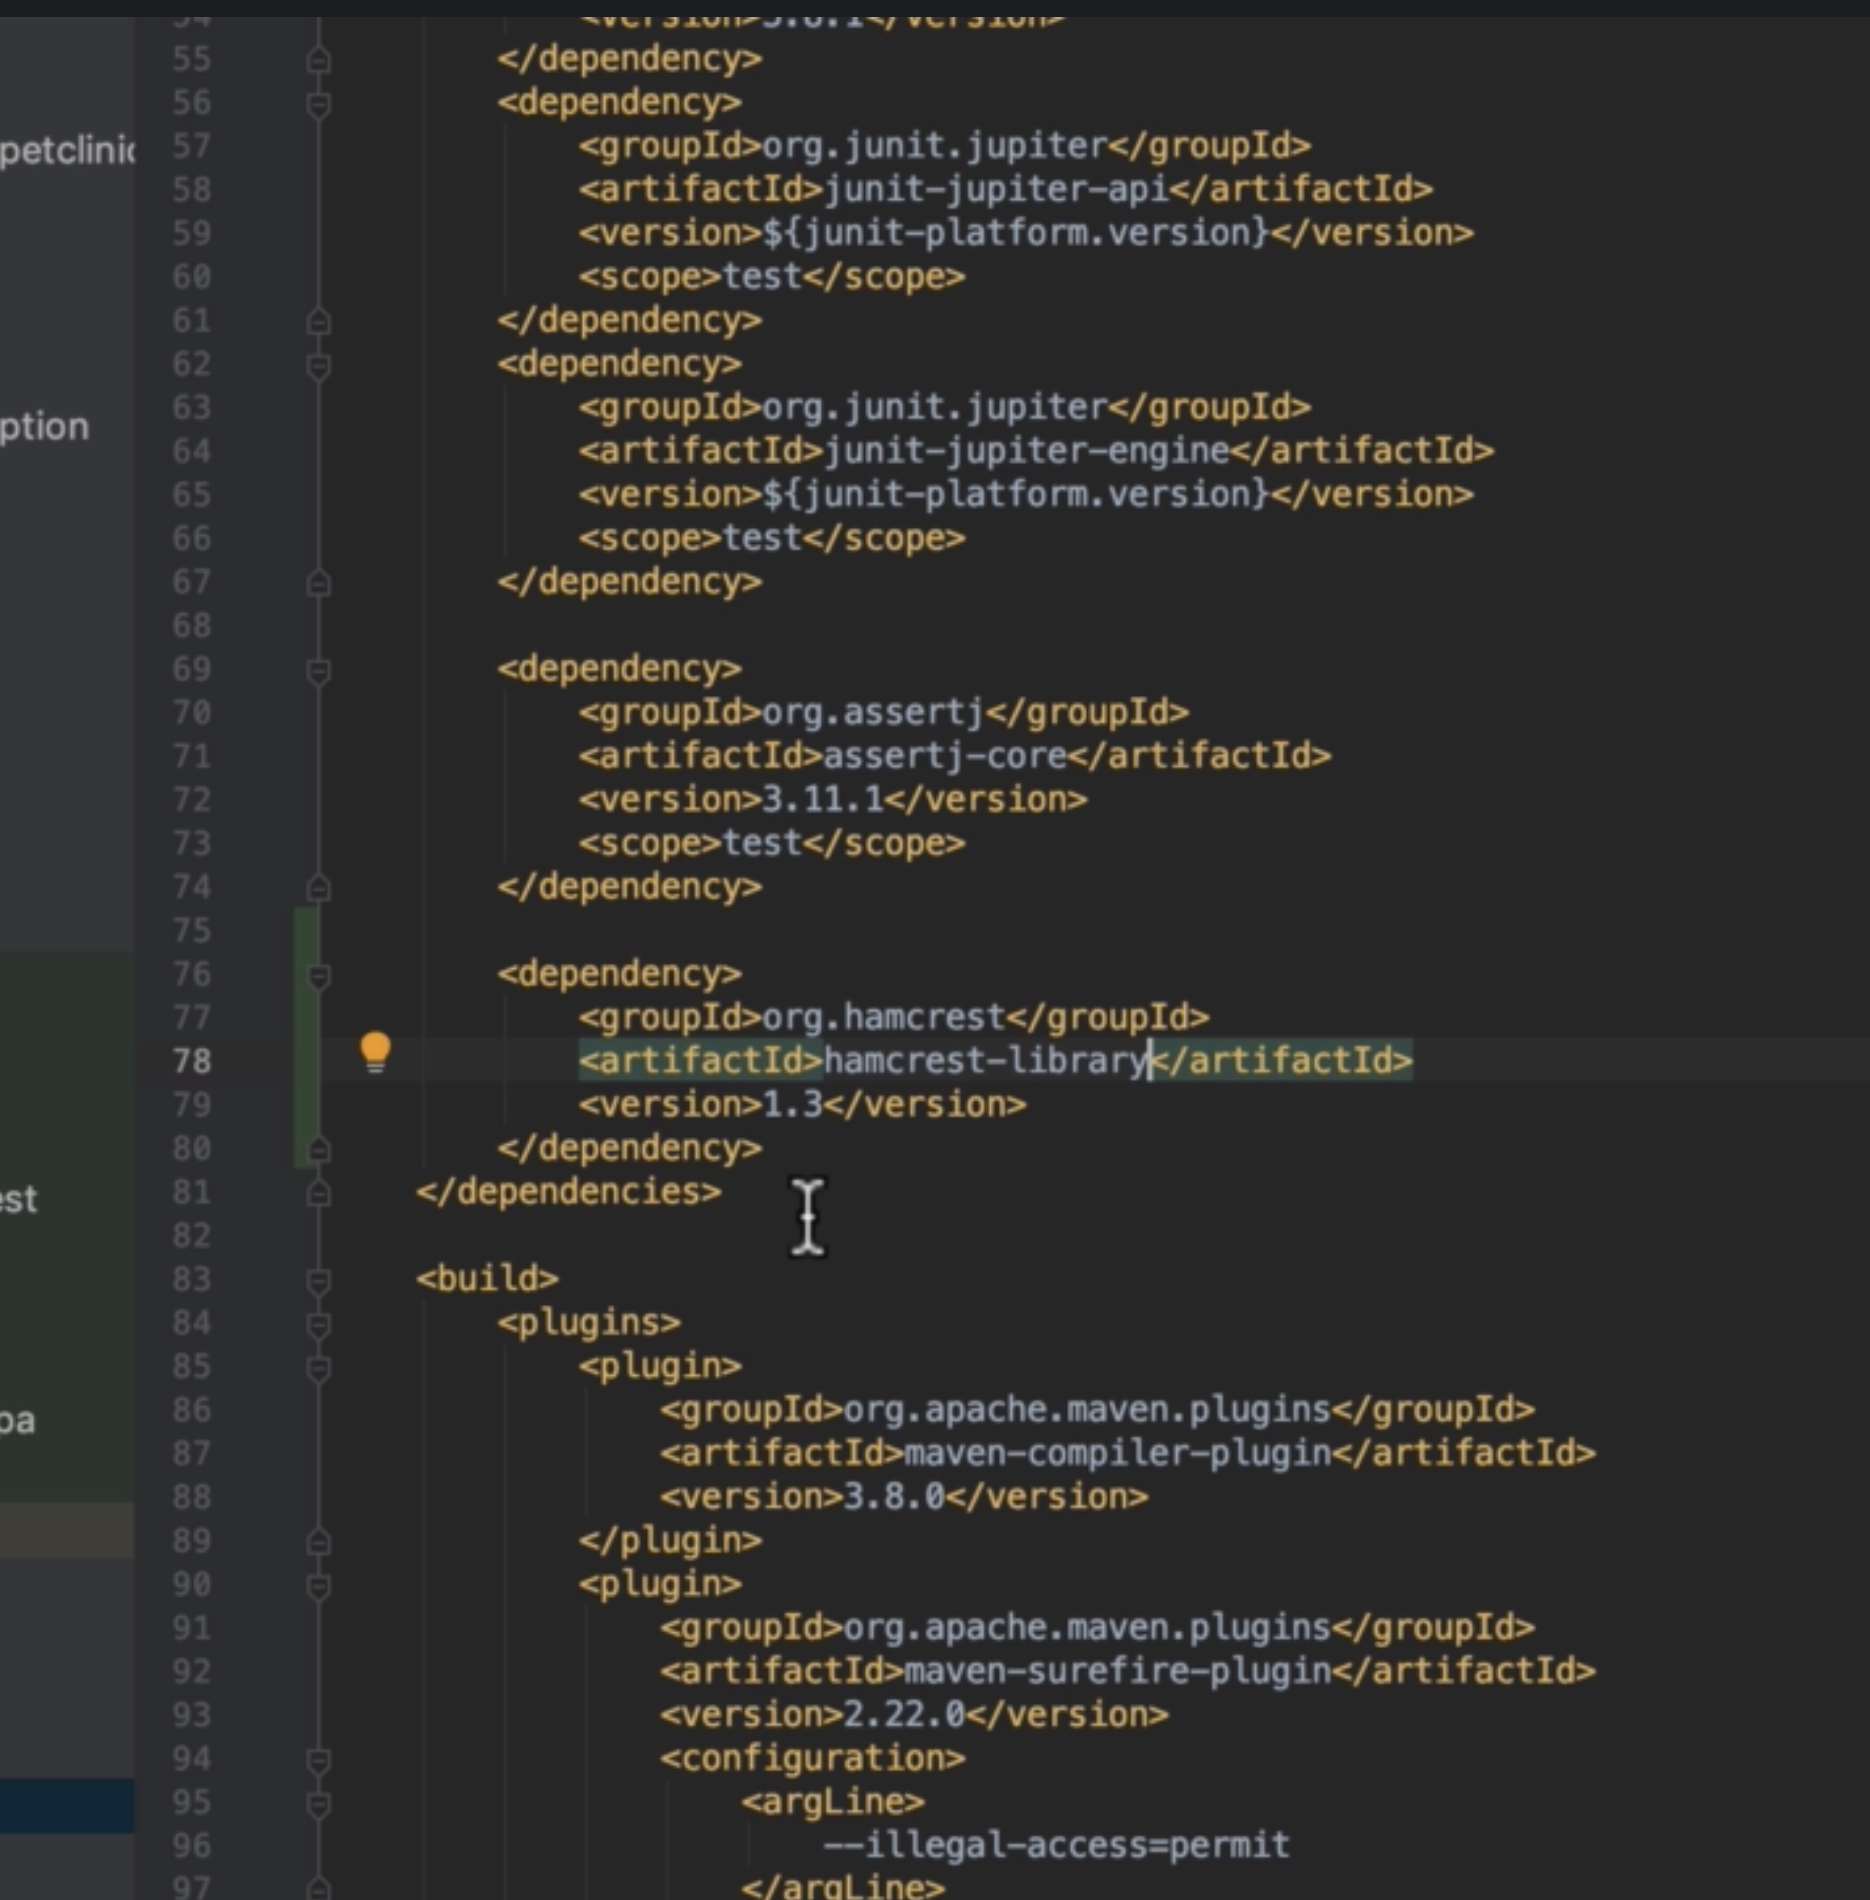 54 <version>3.8.1</version>
55 </dependency>
petclinic
56 <dependency>
57 <groupId>org.junit.jupiter</groupId>
58 <artifactId>junit-jupiter-api</artifactId>
59 <version>${junit-platform.version}</version>
60 <scope>test</scope>
61 </dependency>
62 <dependency>
63 <groupId>org.junit.jupiter</groupId>
ption
64 <artifactId>junit-jupiter-engine</artifactId>
65 <version>${junit-platform.version}</version>
66 <scope>test</scope>
67 </dependency>
68
69 <dependency>
70 <groupId>org.assertj</groupId>
71 <artifactId>assertj-core</artifactId>
72 <version>3.11.1</version>
73 <scope>test</scope>
74 </dependency>
75
76 <dependency>
77 <groupId>org.hamcrest</groupId>
78 <artifactId>hamcrest-library</artifactId>
79 <version>1.3</version>
80 </dependency>
81 </dependencies>
est
82
83 <build>
84 <plugins>
85 <plugin>
86 <groupId>org.apache.maven.plugins</groupId>
pa
87 <artifactId>maven-compiler-plugin</artifactId>
88 <version>3.8.0</version>
89 </plugin>
90 <plugin>
91 <groupId>org.apache.maven.plugins</groupId>
92 <artifactId>maven-surefire-plugin</artifactId>
93 <version>2.22.0</version>
94 <configuration>
95 <argLine>
96 --illegal-access=permit
97 </argLine>